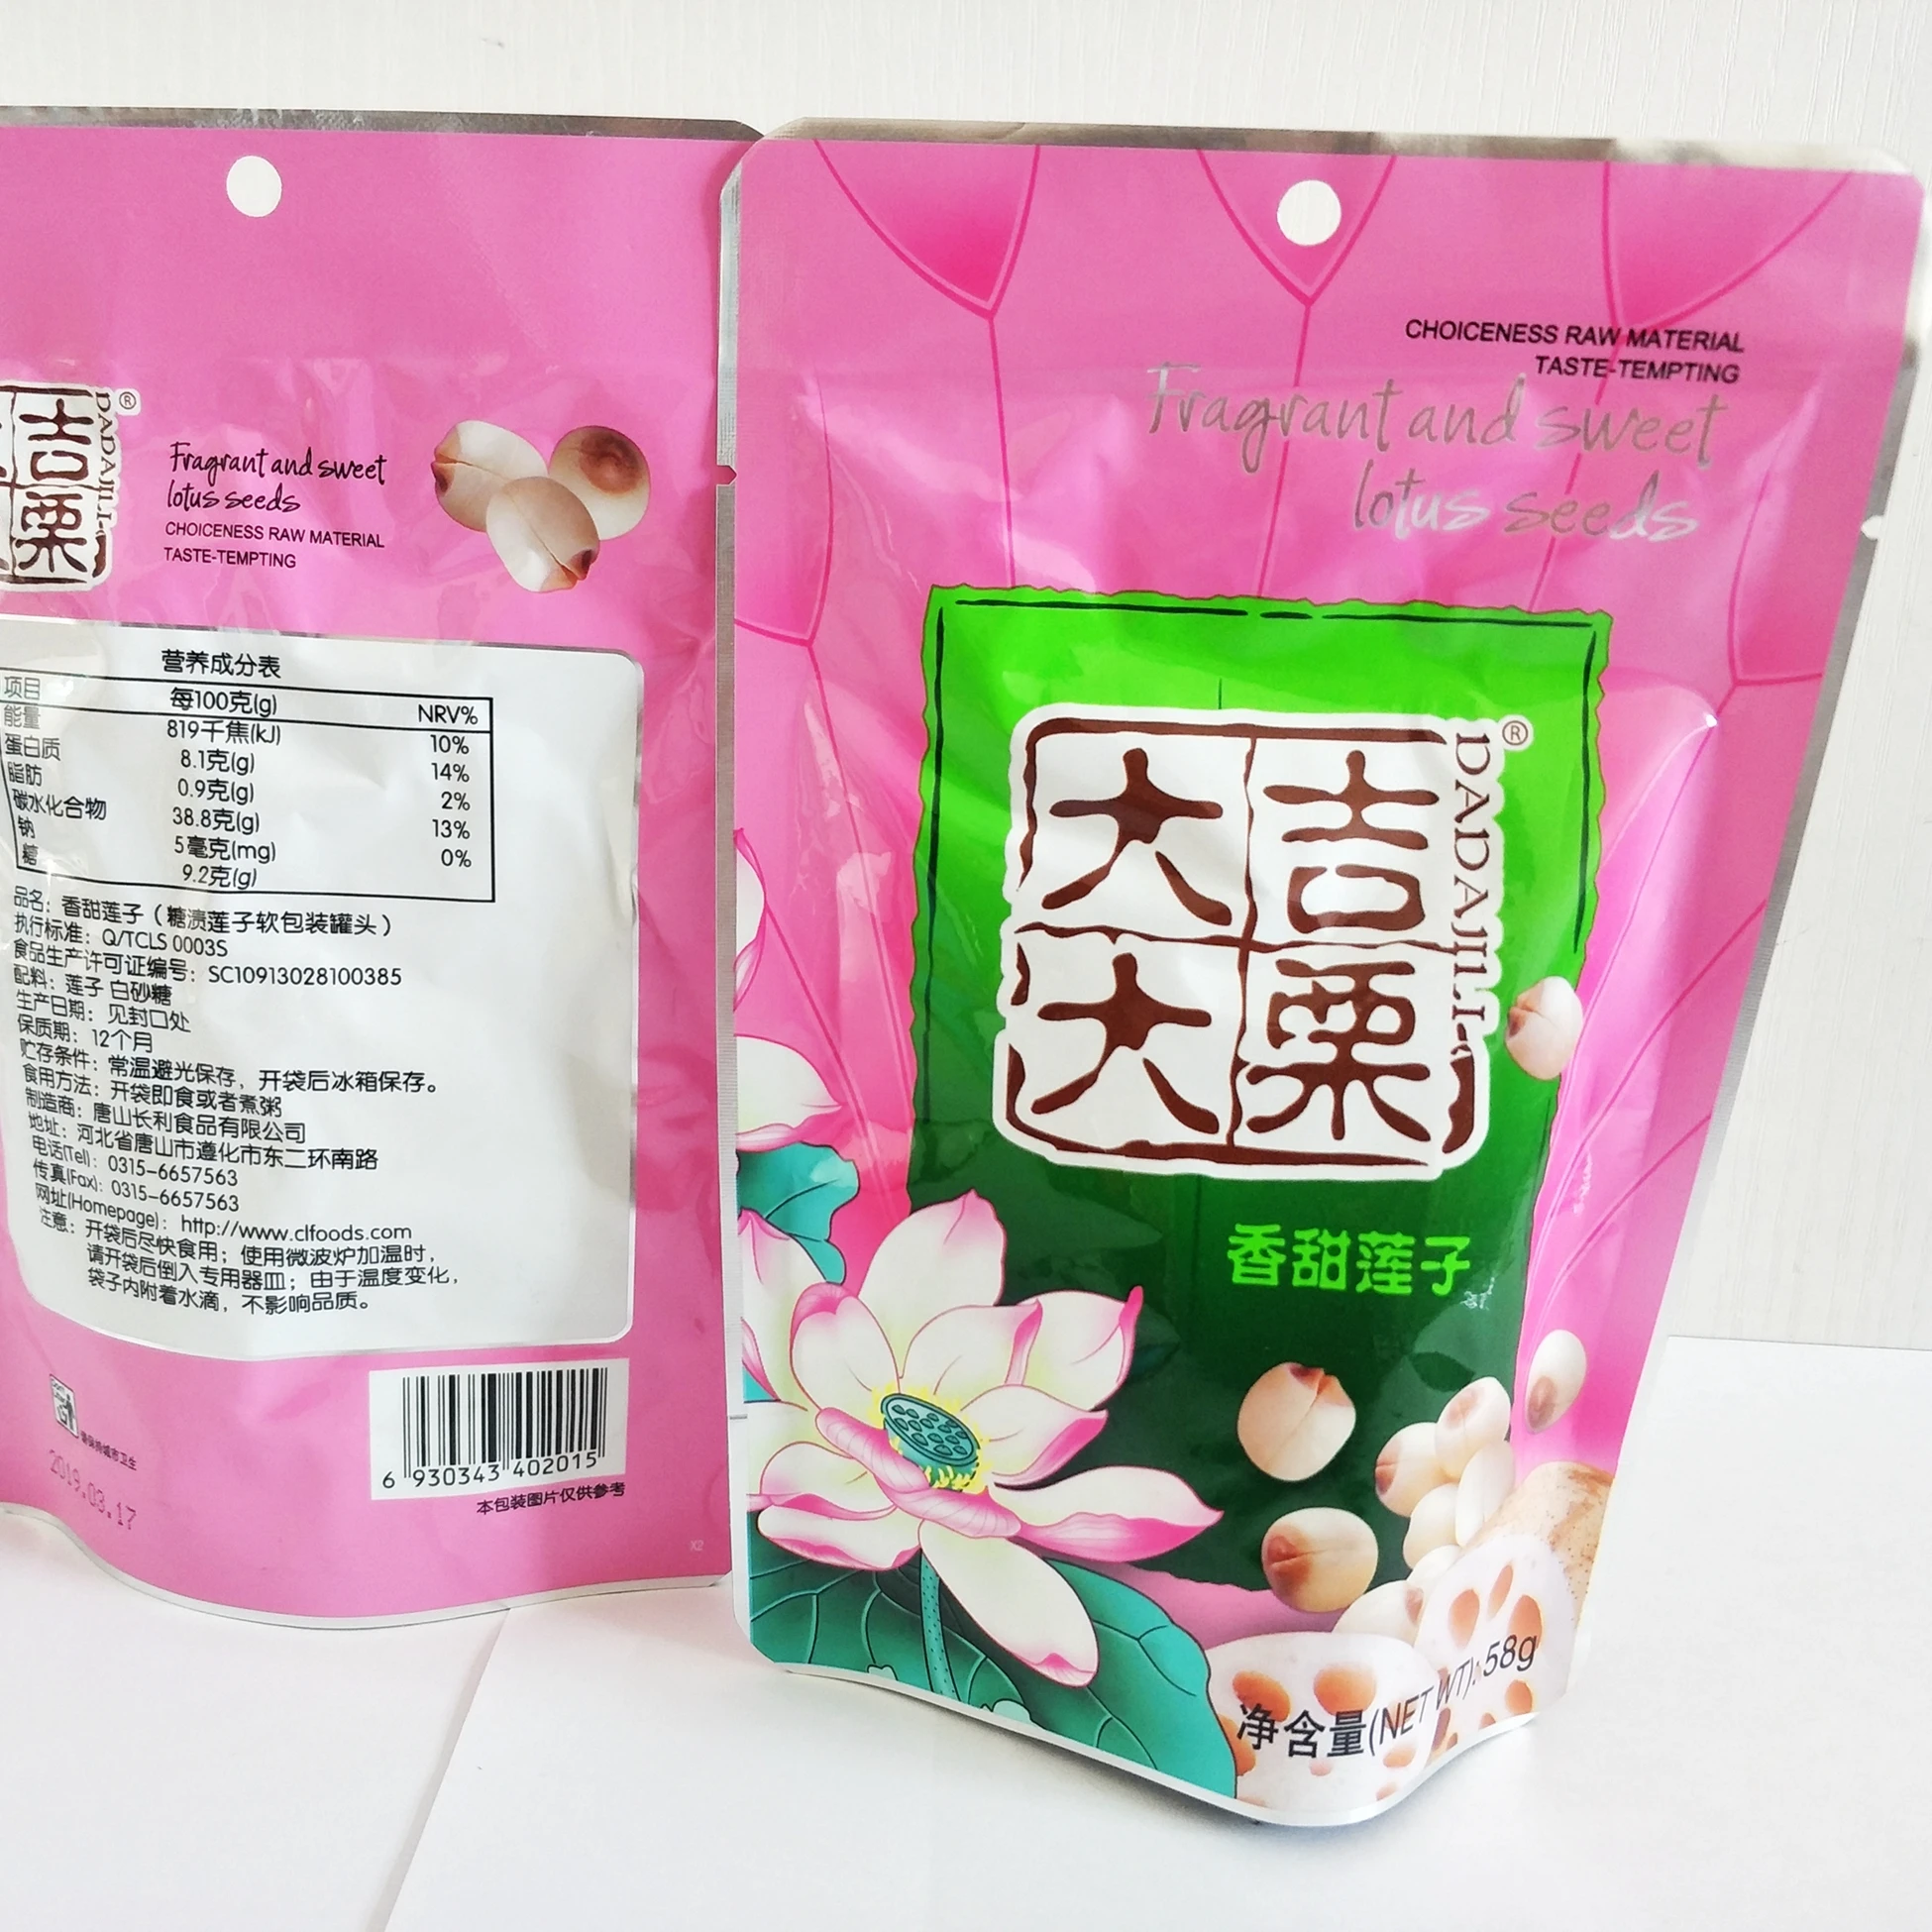 吉
栗
DADAJILI
®
Fragrant and sweet
lotus seeds
CHOICENESS RAW MATERIAL
TASTE-TEMPTING
营养成分表
项目 每100克(g) NRV%
能量 819千焦(kJ) 10%
蛋白质 8.1克(g) 14%
脂肪 0.9克(g) 2%
碳水化合物 38.8克(g) 13%
钠 5毫克(mg) 0%
糖 9.2克(g)
品名：香甜莲子（糖渍莲子软包装罐头）
执行标准：Q/TCLS 0003S
食品生产许可证编号：SC10913028100385
配料：莲子 白砂糖
生产日期：见封口处
保质期：12个月
贮存条件：常温避光保存，开袋后冰箱保存。
食用方法：开袋即食或者煮粥
制造商：唐山长利食品有限公司
地址：河北省唐山市遵化市东二环南路
电话(Tel)：0315-6657563
传真(Fax)：0315-6657563
网址(Homepage)：http://www.clfoods.com
注意：开袋后尽快食用；使用微波炉加温时，
请开袋后倒入专用器皿；由于温度变化，
袋子内附着水滴，不影响品质。
请保持城市卫生
2019.03.17
6 930343 402015
本包装图片仅供参考
X2
CHOICENESS RAW MATERIAL
TASTE-TEMPTING
Fragrant and sweet
lotus seeds
大吉
大栗
DADAJILI
®
香甜莲子
净含量(NET WT):58g